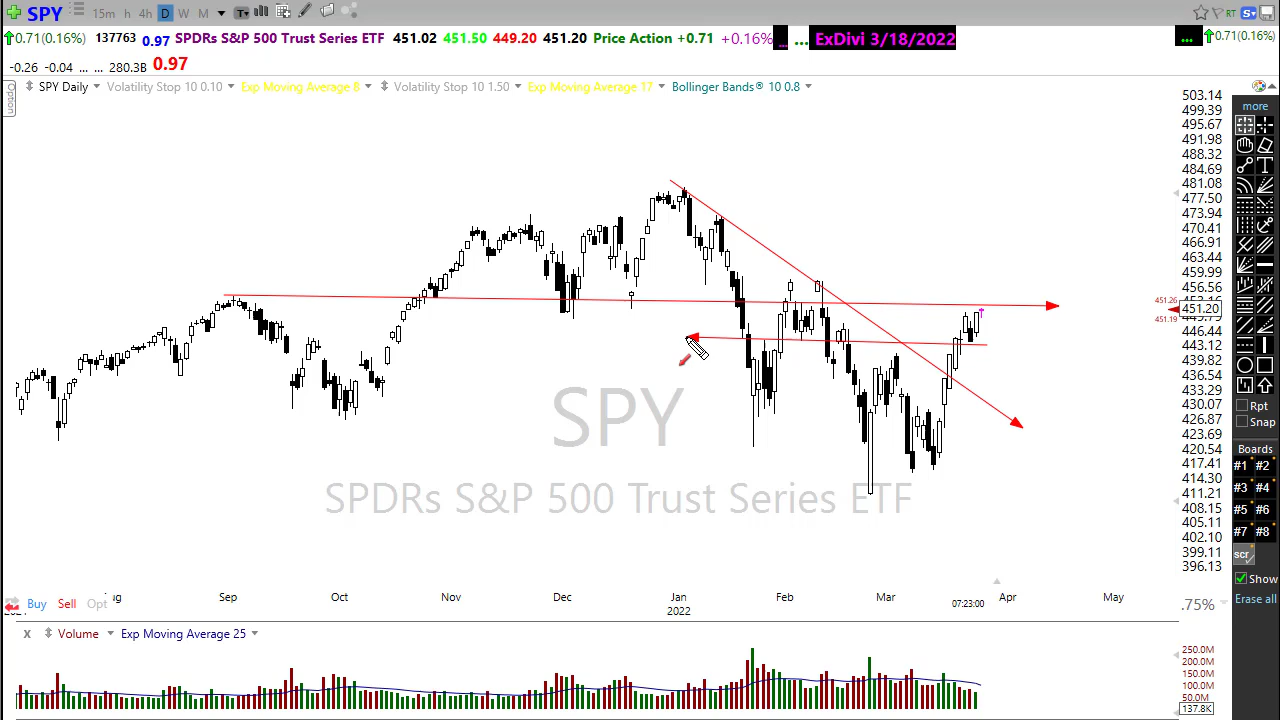 SPY 15m h 4h D W M T RT S
0.71(0.16%) 137763 0.97 SPDRs S&P 500 Trust Series ETF 451.02 451.50 449.20 451.20 Price Action +0.71 +0.16% ... ... ExDivi 3/18/2022 ... 0.71(0.16%)
-0.26 -0.04 ... ... 280.3B 0.97
Option SPY Daily Volatility Stop 10 0.10 Exp Moving Average 8 Volatility Stop 10 1.50 Exp Moving Average 17 Bollinger Bands® 10 0.8
503.14
499.39
495.67
491.98
488.32
484.69
481.08
477.50
473.94
470.41
466.91
463.44
459.99
456.56
451.26
451.20
451.19
446.44
443.12
439.82
436.54
433.29
430.07
426.87
423.69
420.54
417.41
414.30
411.21
408.15
405.11
402.10
399.11
396.13
more
Rpt
Snap
Boards
#1 #2
#3 #4
#5 #6
#7 #8
scr
Show
Erase all
SPY
SPDRs S&P 500 Trust Series ETF
Buy Sell Opt
Sep Oct Nov Dec Jan Feb Mar Apr May
2022
07:23:00
.75%
X Volume Exp Moving Average 25
250.0M
200.0M
150.0M
100.0M
50.0M
137.8K